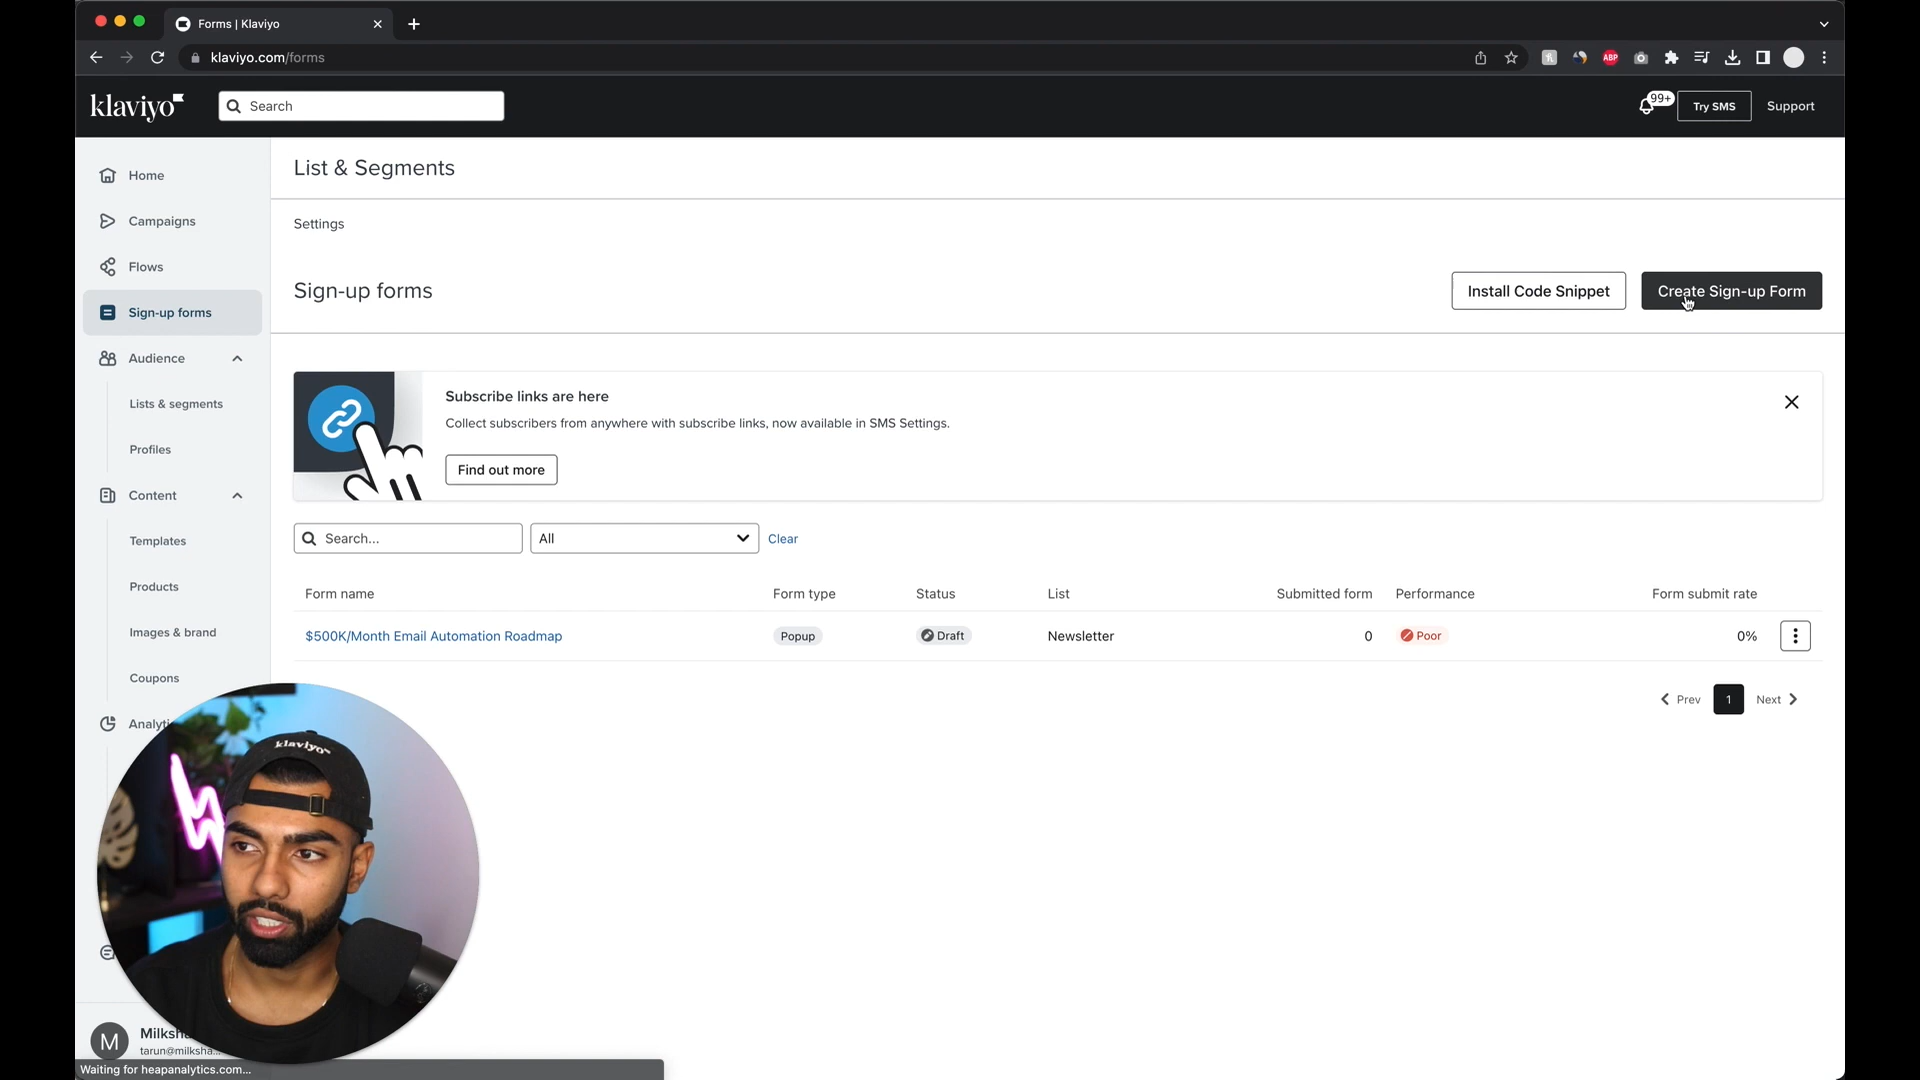 Forms | Klaviyo
klaviyo.com/forms
ABP
klaviyo
Search
99+
Try SMS
Support
Home
Campaigns
Flows
Sign-up forms
Audience
Lists & segments
Profiles
Content
Templates
Products
Images & brand
Coupons
Analyti
List & Segments
Settings
Sign-up forms
Install Code Snippet
Create Sign-up Form
Subscribe links are here
Collect subscribers from anywhere with subscribe links, now available in SMS Settings.
Find out more
Search...
All
Clear
Form name
Form type
Status
List
Submitted form
Performance
Form submit rate
$500K/Month Email Automation Roadmap
Popup
Draft
Newsletter
0
Poor
0%
Prev
1
Next
klaviyo
M
Milksh
tarun@milksha...
Waiting for heapanalytics.com...